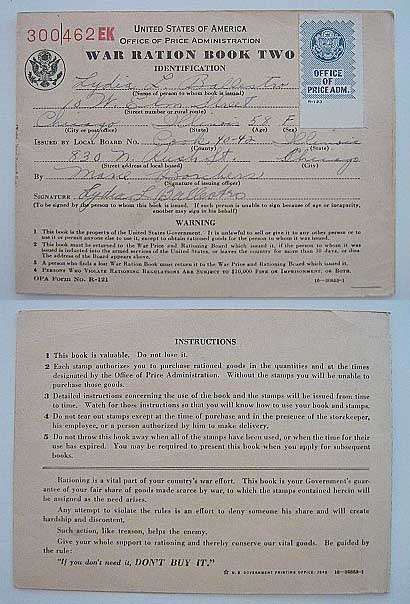 300462EK
UNITED STATES OF AMERICA
OFFICE OF PRICE ADMINISTRATION
WAR RATION BOOK TWO
IDENTIFICATION
OFFICE
OF
PRICE ADM.
R-123
Lydia L
(Name of person to whom book is issued)
10 W. Elm Street
(Street number or rural route)
Chicago Illinois 58 F
(City or post office) (State) (Age) (Sex)
ISSUED BY LOCAL BOARD NO. Cook 40-42 Illinois
(County) (State)
830 N. Rush St. Chicago
(Street address of local board) (City)
By Marie
(Signature of issuing officer)
SIGNATURE Lydia L
(To be signed by the person to whom this book is issued. If such person is unable to sign because of age or incapacity,
another may sign in his behalf)
WARNING
1 This book is the property of the United States Government. It is unlawful to sell or give it to any other person or to
use it or permit anyone else to use it, except to obtain rationed goods for the person to whom it was issued.
2 This book must be returned to the War Price and Rationing Board which issued it, if the person to whom it was
issued is inducted into the armed services of the United States, or leaves the country for more than 30 days, or dies.
The address of the Board appears above.
3 A person who finds a lost War Ration Book must return it to the War Price and Rationing Board which issued it.
4 PERSONS WHO VIOLATE RATIONING REGULATIONS ARE SUBJECT TO $10,000 FINE OR IMPRISONMENT, OR BOTH.
OPA FORM NO. R-121 16-30853-1
INSTRUCTIONS
1 This book is valuable. Do not lose it.
2 Each stamp authorizes you to purchase rationed goods in the quantities and at the times
designated by the Office of Price Administration. Without the stamps you will be unable to
purchase those goods.
3 Detailed instructions concerning the use of the book and the stamps will be issued from time
to time. Watch for those instructions so that you will know how to use your book and stamps.
4 Do not tear out stamps except at the time of purchase and in the presence of the storekeeper,
his employee, or a person authorized by him to make delivery.
5 Do not throw this book away when all of the stamps have been used, or when the time for their
use has expired. You may be required to present this book when you apply for subsequent
books.
Rationing is a vital part of your country's war effort. This book is your Government's guar-
antee of your fair share of goods made scarce by war, to which the stamps contained herein will
be assigned as the need arises.
Any attempt to violate the rules is an effort to deny someone his share and will create
hardship and discontent.
Such action, like treason, helps the enemy.
Give your whole support to rationing and thereby conserve our vital goods. Be guided by
the rule:
"If you don't need it, DON'T BUY IT."
☆ U. S. GOVERNMENT PRINTING OFFICE : 1942 16-30853-1